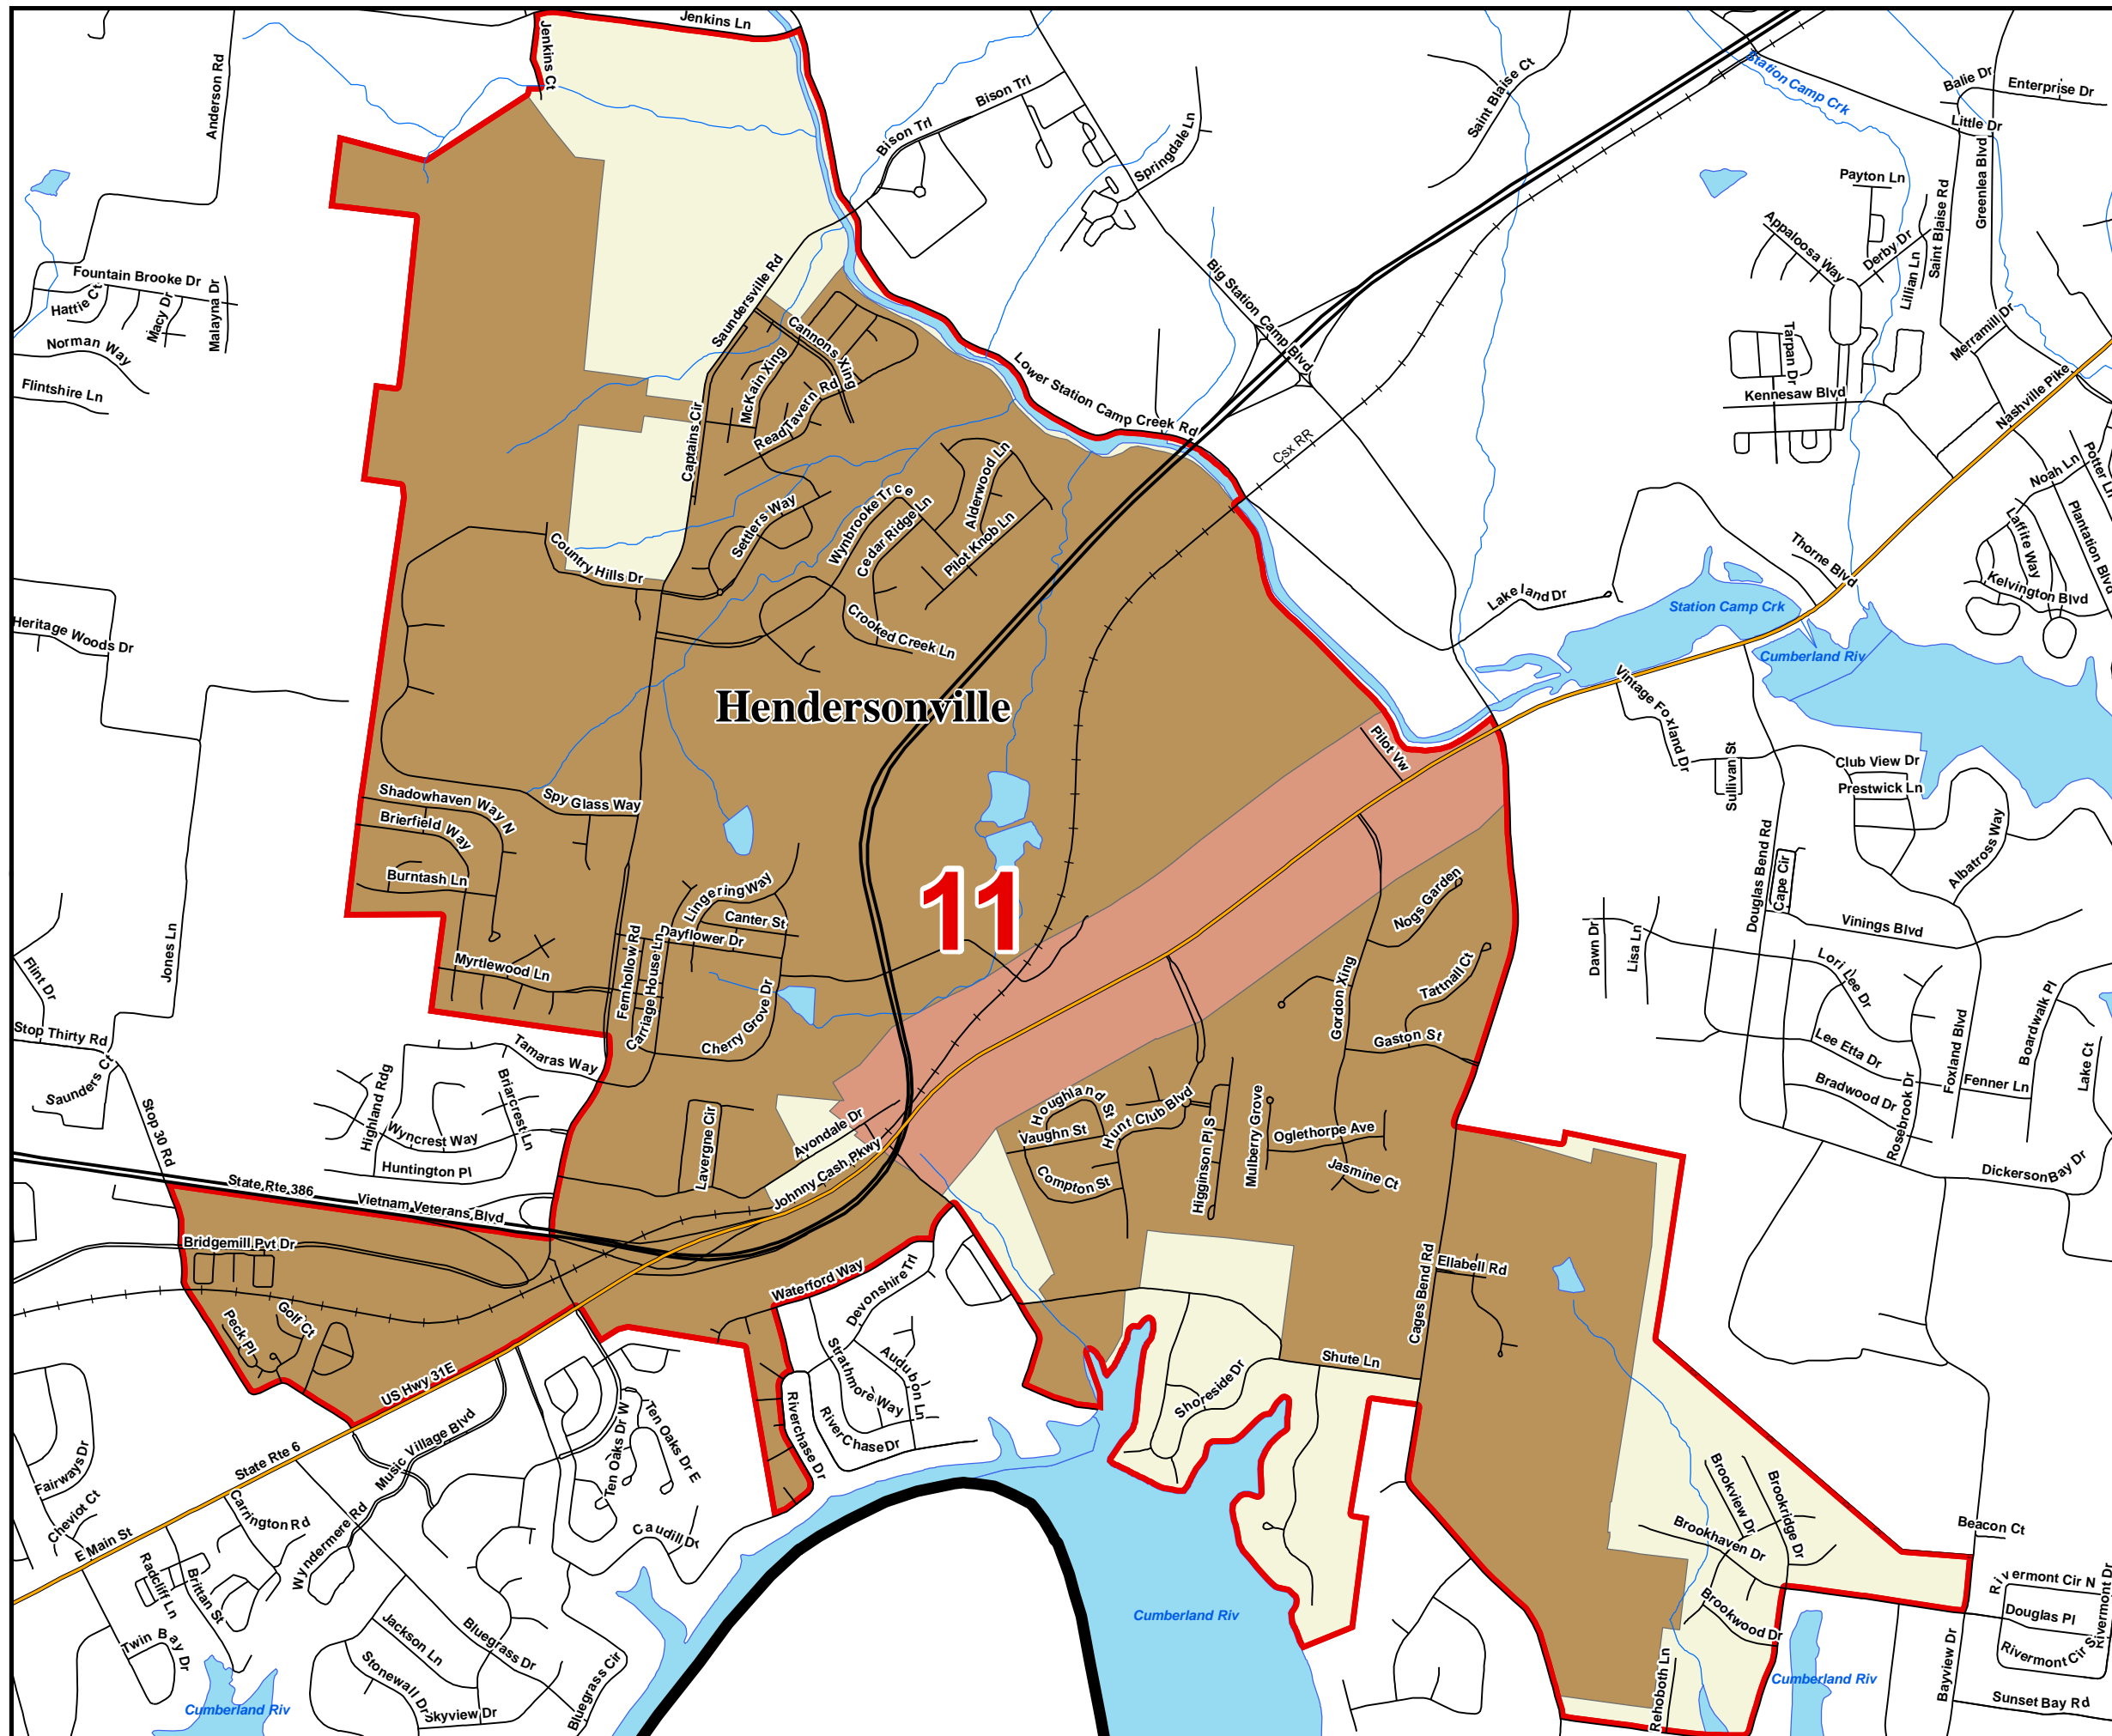 Jenkins Ln
Jenkins Ct
Anderson Rd
Bison Trl
Bison Trl
Springdale Ln
Saint Blaise Ct
Station Camp Crk
Balie Dr
Enterprise Dr
Little Dr
Greenlea Blvd
Payton Ln
Saint Blaise Rd
Appaloosa Way
Derby Dr
Lillian Ln
Fountain Brooke Dr
Hattie Ct
Macy Dr
Malayna Dr
Norman Way
Flintshire Ln
Saundersville Rd
Cannons Xing
McKain Xing
Read Tavern Rd
Captains Cir
Big Station Camp Blvd
Lower Station Camp Creek Rd
Csx RR
Tarpan Dr
Merramill Dr
Kennesaw Blvd
Nashville Pike
Noah Ln
Potter Ln
Plantation Blvd
Laffite Way
Kelvington Blvd
Thorne Blvd
Settlers Way
Wynbrooke Trce
Cedar Ridge Ln
Alderwood Ln
Pilot Knob Ln
Country Hills Dr
Crooked Creek Ln
Lake land Dr
Station Camp Crk
Cumberland Riv
Heritage Woods Dr
Hendersonville
Vintage Foxland Dr
Pilot Vw
Sullivan St
Club View Dr
Prestwick Ln
Albatross Way
Douglas Bend Rd
Cape Cir
Vinings Blvd
Shadowhaven Way N
Brierfield Way
Spy Glass Way
Burntash Ln
Lingering Way
Canter St
Dayflower Dr
11
Nogs Garden
Tattnall Ct
Gordon Xing
Gaston St
Dawn Dr
Lisa Ln
Lori Lee Dr
Lee Etta Dr
Bradwood Dr
Rosebrook Dr
Foxland Blvd
Fenner Ln
Boardwalk Pl
Lake Ct
Dickerson Bay Dr
Jones Ln
Flint Dr
Stop Thirty Rd
Saunders Ct
Stop 30 Rd
Myrtlewood Ln
Fernhollow Rd
Carriage House Ln
Cherry Grove Dr
Tamaras Way
Highland Rdg
Briarcrest Ln
Wyncrest Way
Huntington Pl
Lavergne Cir
Avondale Dr
Johnny Cash Pkwy
Houghland St
Vaughn St
Hunt Club Blvd
Compton St
Higginson Pl S
Mulberry Grove
Oglethorpe Ave
Jasmine Ct
State Rte 386
Vietnam Veterans Blvd
Bridgemill Pvt Dr
Peck Pl
Golf Ct
US Hwy 31E
Waterford Way
Devonshire Trl
Strathmore Way
Audubon Ln
River Chase Dr
Riverchase Dr
Ellabell Rd
Cages Bend Rd
Shute Ln
Shoreside Dr
Ten Oaks Dr W
Ten Oaks Dr E
Caudill Dr
Music Village Blvd
State Rte 6
Fairways Dr
Cheviot Ct
E Main St
Carrington Rd
Wyndermere Rd
Radcliff Ln
Brittan St
Twin Bay Dr
Jackson Ln
Stonewall Dr
Skyview Dr
Bluegrass Dr
Bluegrass Cir
Cumberland Riv
Cumberland Riv
Cumberland Riv
Brookview Dr
Brookridge Dr
Brookhaven Dr
Brookwood Dr
Rehoboth Ln
Beacon Ct
Rivermont Cir N
Douglas Pl
Rivermont Cir S
Rivermont Dr
Bayview Dr
Sunset Bay Rd